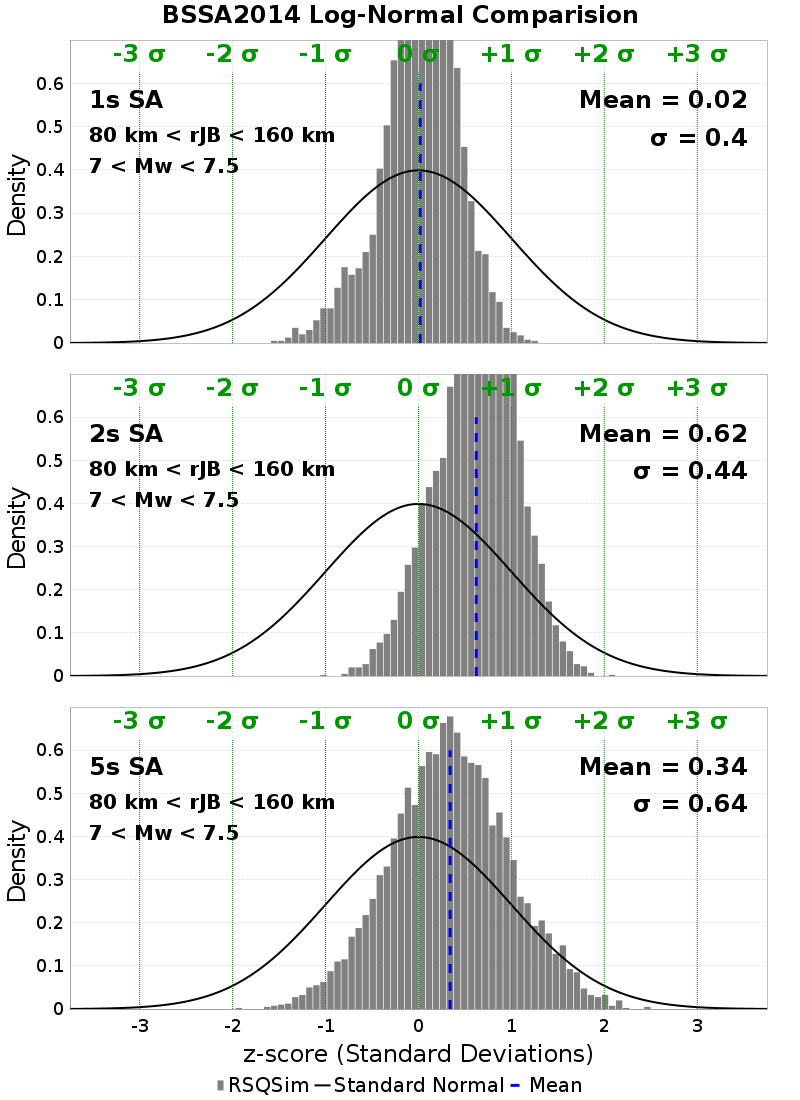 BSSA2014 Log-Normal Comparision
-3 σ -2 σ -1 σ 0 σ +1 σ +2 σ +3 σ
0.6
1s SA Mean = 0.02
0.5
80 km < rJB < 160 km σ = 0.4
7 < Mw < 7.5
0.4
Density
0.3
0.2
0.1
0
-3 σ -2 σ -1 σ 0 σ +1 σ +2 σ +3 σ
0.6
2s SA Mean = 0.62
0.5
80 km < rJB < 160 km σ = 0.44
7 < Mw < 7.5
0.4
Density
0.3
0.2
0.1
0
-3 σ -2 σ -1 σ 0 σ +1 σ +2 σ +3 σ
0.6
5s SA Mean = 0.34
0.5
80 km < rJB < 160 km σ = 0.64
7 < Mw < 7.5
0.4
Density
0.3
0.2
0.1
0
-3 -2 -1 0 1 2 3
z-score (Standard Deviations)
RSQSim Standard Normal Mean